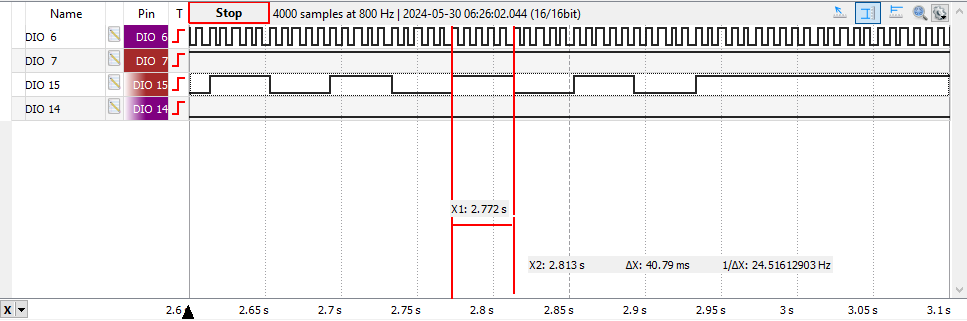 Name Pin T Stop 4000 samples at 800 Hz | 2024-05-30 06:26:02.044 (16/16bit)
DIO 6 DIO 6
DIO 7 DIO 7
DIO 15 DIO 15
DIO 14 DIO 14
X1: 2.772 s
X2: 2.813 s ΔX: 40.79 ms 1/ΔX: 24.51612903 Hz
X 2.6 2.65 s 2.7 s 2.75 s 2.8 s 2.85 s 2.9 s 2.95 s 3 s 3.05 s 3.1 s